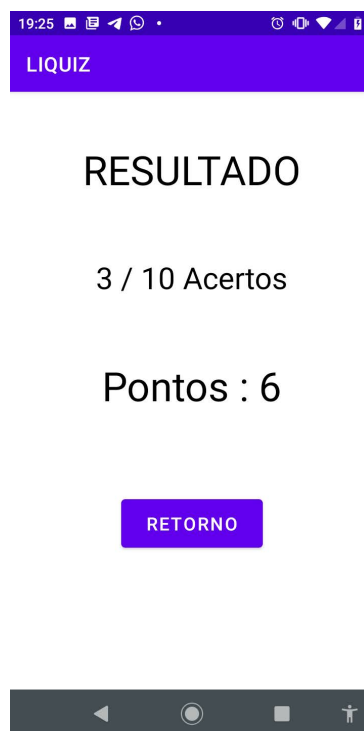 19:25
LIQUIZ
RESULTADO
3 / 10 Acertos
Pontos : 6
RETORNO